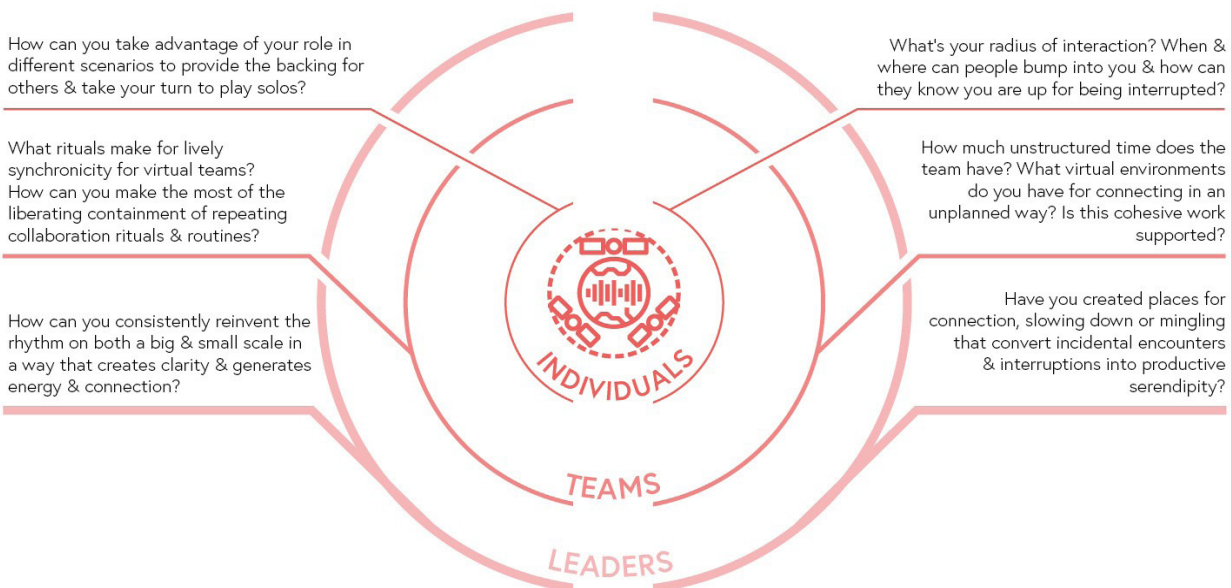 How can you take advantage of your role in
different scenarios to provide the backing for
others & take your turn to play solos?
What rituals make for lively
synchronicity for virtual teams?
How can you make the most of the
liberating containment of repeating
collaboration rituals & routines?
How can you consistently reinvent the
rhythm on both a big & small scale in
a way that creates clarity & generates
energy & connection?
What's your radius of interaction? When &
where can people bump into you & how can
they know you are up for being interrupted?
How much unstructured time does the
team have? What virtual environments
do you have for connecting in an
unplanned way? Is this cohesive work
supported?
Have you created places for
connection, slowing down or mingling
that convert incidental encounters
& interruptions into productive
serendipity?
INDIVIDUALS
TEAMS
LEADERS